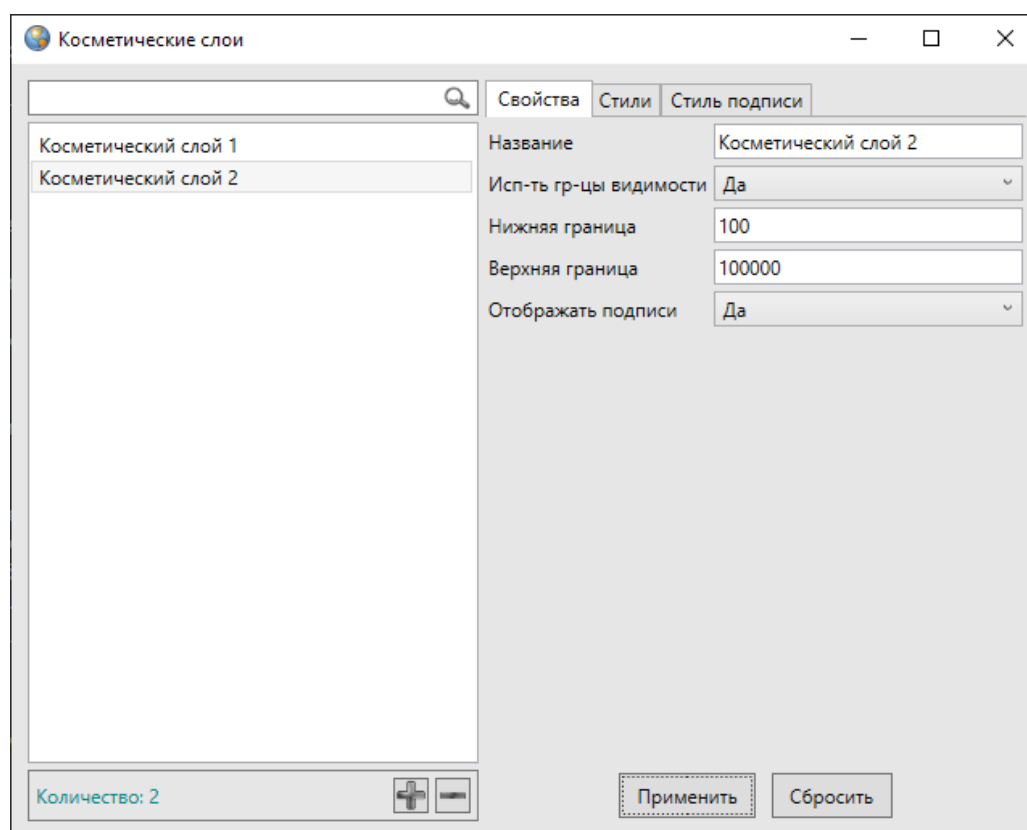 Косметические слои
Косметический слой 1
Косметический слой 2
Количество: 2
Свойства Стили Стиль подписи
Название Косметический слой 2
Исп-ть гр-цы видимости Да
Нижняя граница 100
Верхняя граница 100000
Отображать подписи Да
Применить Сбросить